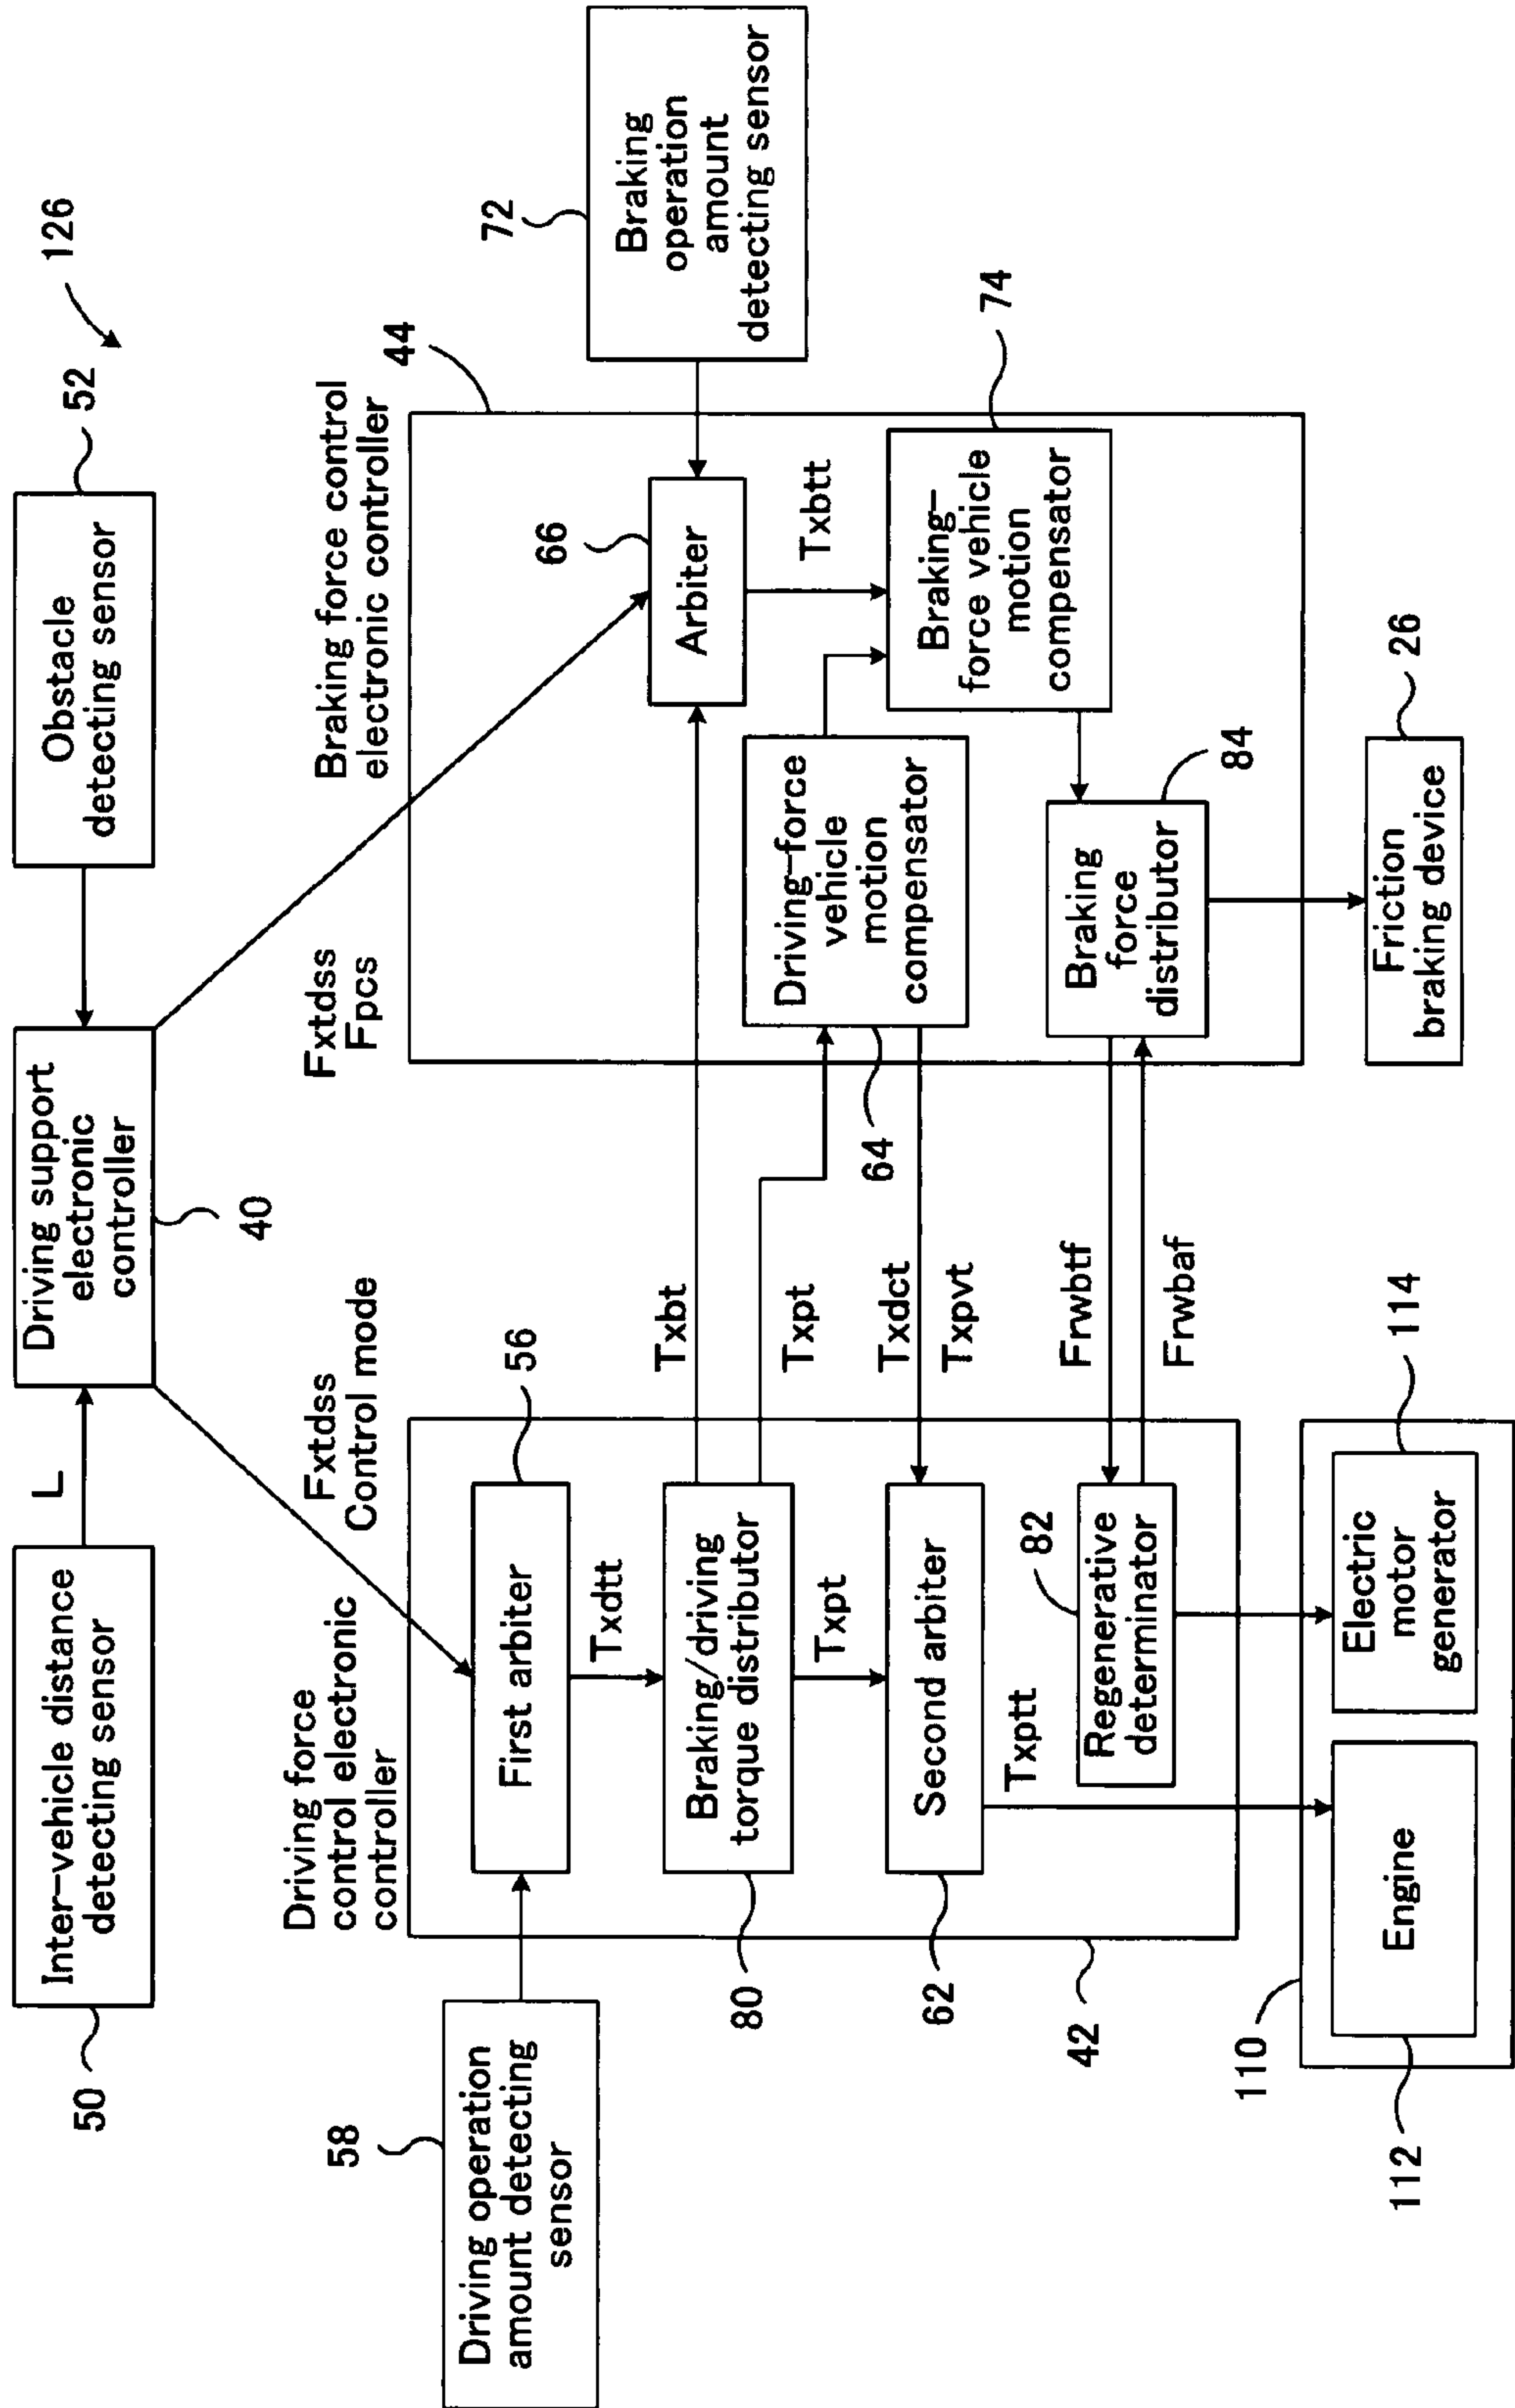 126
Inter-vehicle distance
detecting sensor
50
L
Driving support
electronic
controller
40
Obstacle
detecting sensor
52
Fxtdss
Control mode
Fxtdss
Fpcs
Driving force
control electronic
controller
Braking force control
electronic controller
44
58
Driving operation
amount detecting
sensor
First arbiter
56
Txdtt
Braking/driving
torque distributor
80
Txpt
Second arbiter
62
Txptt
82
Regenerative
determinator
42
Txbt
Txpt
Txdct
Txpvt
Frwbtf
Frwbaf
66
Arbiter
Txbtt
72
Braking
operation
amount
detecting sensor
Driving-force
vehicle
motion
compensator
64
Braking-
force vehicle
motion
compensator
74
Braking
force
distributor
84
110
Engine
112
Electric
motor
generator
114
Friction
braking device
26